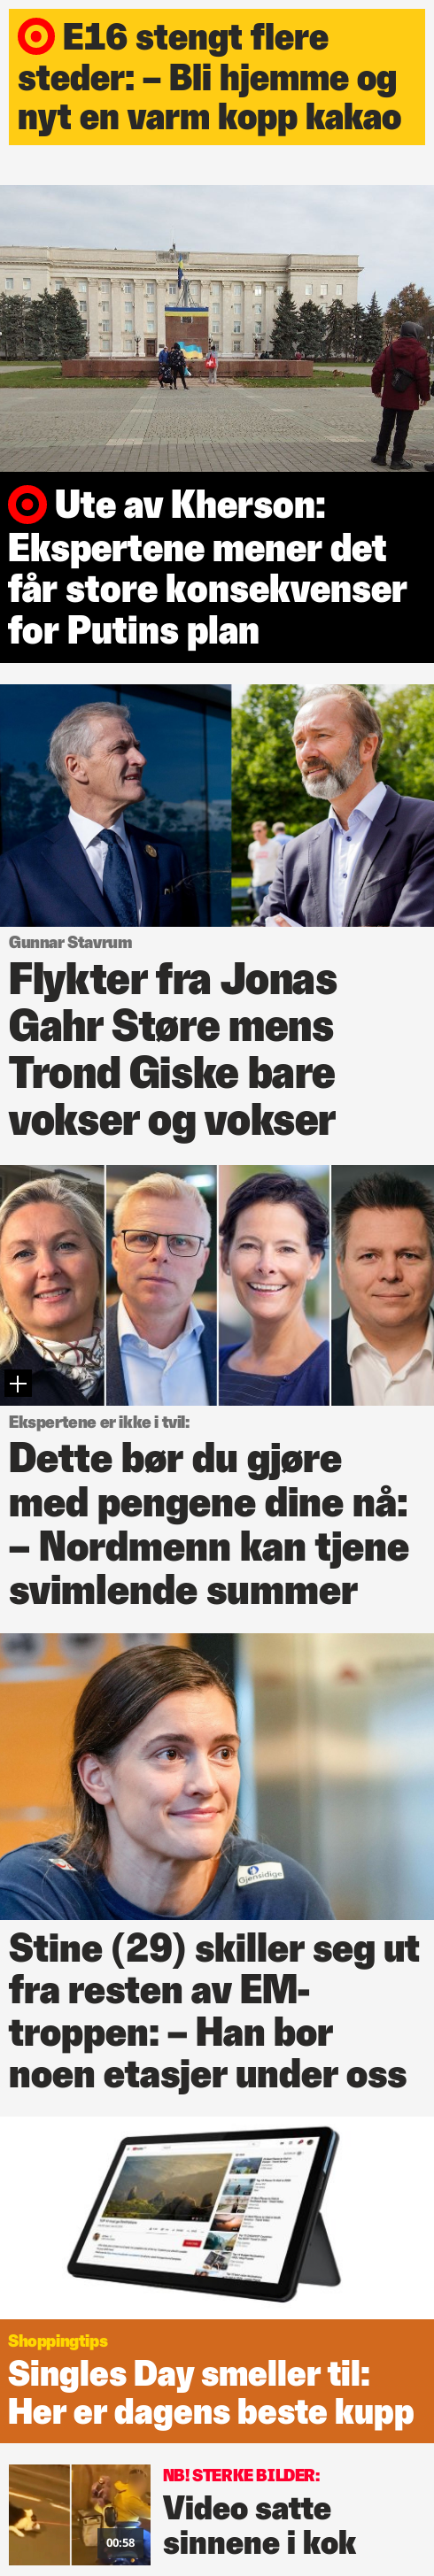 E16 stengt flere
steder: – Bli hjemme og
nyt en varm kopp kakao
Ute av Kherson:
Ekspertene mener det
får store konsekvenser
for Putins plan
Gunnar Stavrum
Flykter fra Jonas
Gahr Støre mens
Trond Giske bare
vokser og vokser
Ekspertene er ikke i tvil:
Dette bør du gjøre
med pengene dine nå:
– Nordmenn kan tjene
svimlende summer
Gjensidige
Stine (29) skiller seg ut
fra resten av EM-
troppen: – Han bor
noen etasjer under oss
Shoppingtips
Singles Day smeller til:
Her er dagens beste kupp
NB! STERKE BILDER:
Video satte
sinnene i kok
00:58